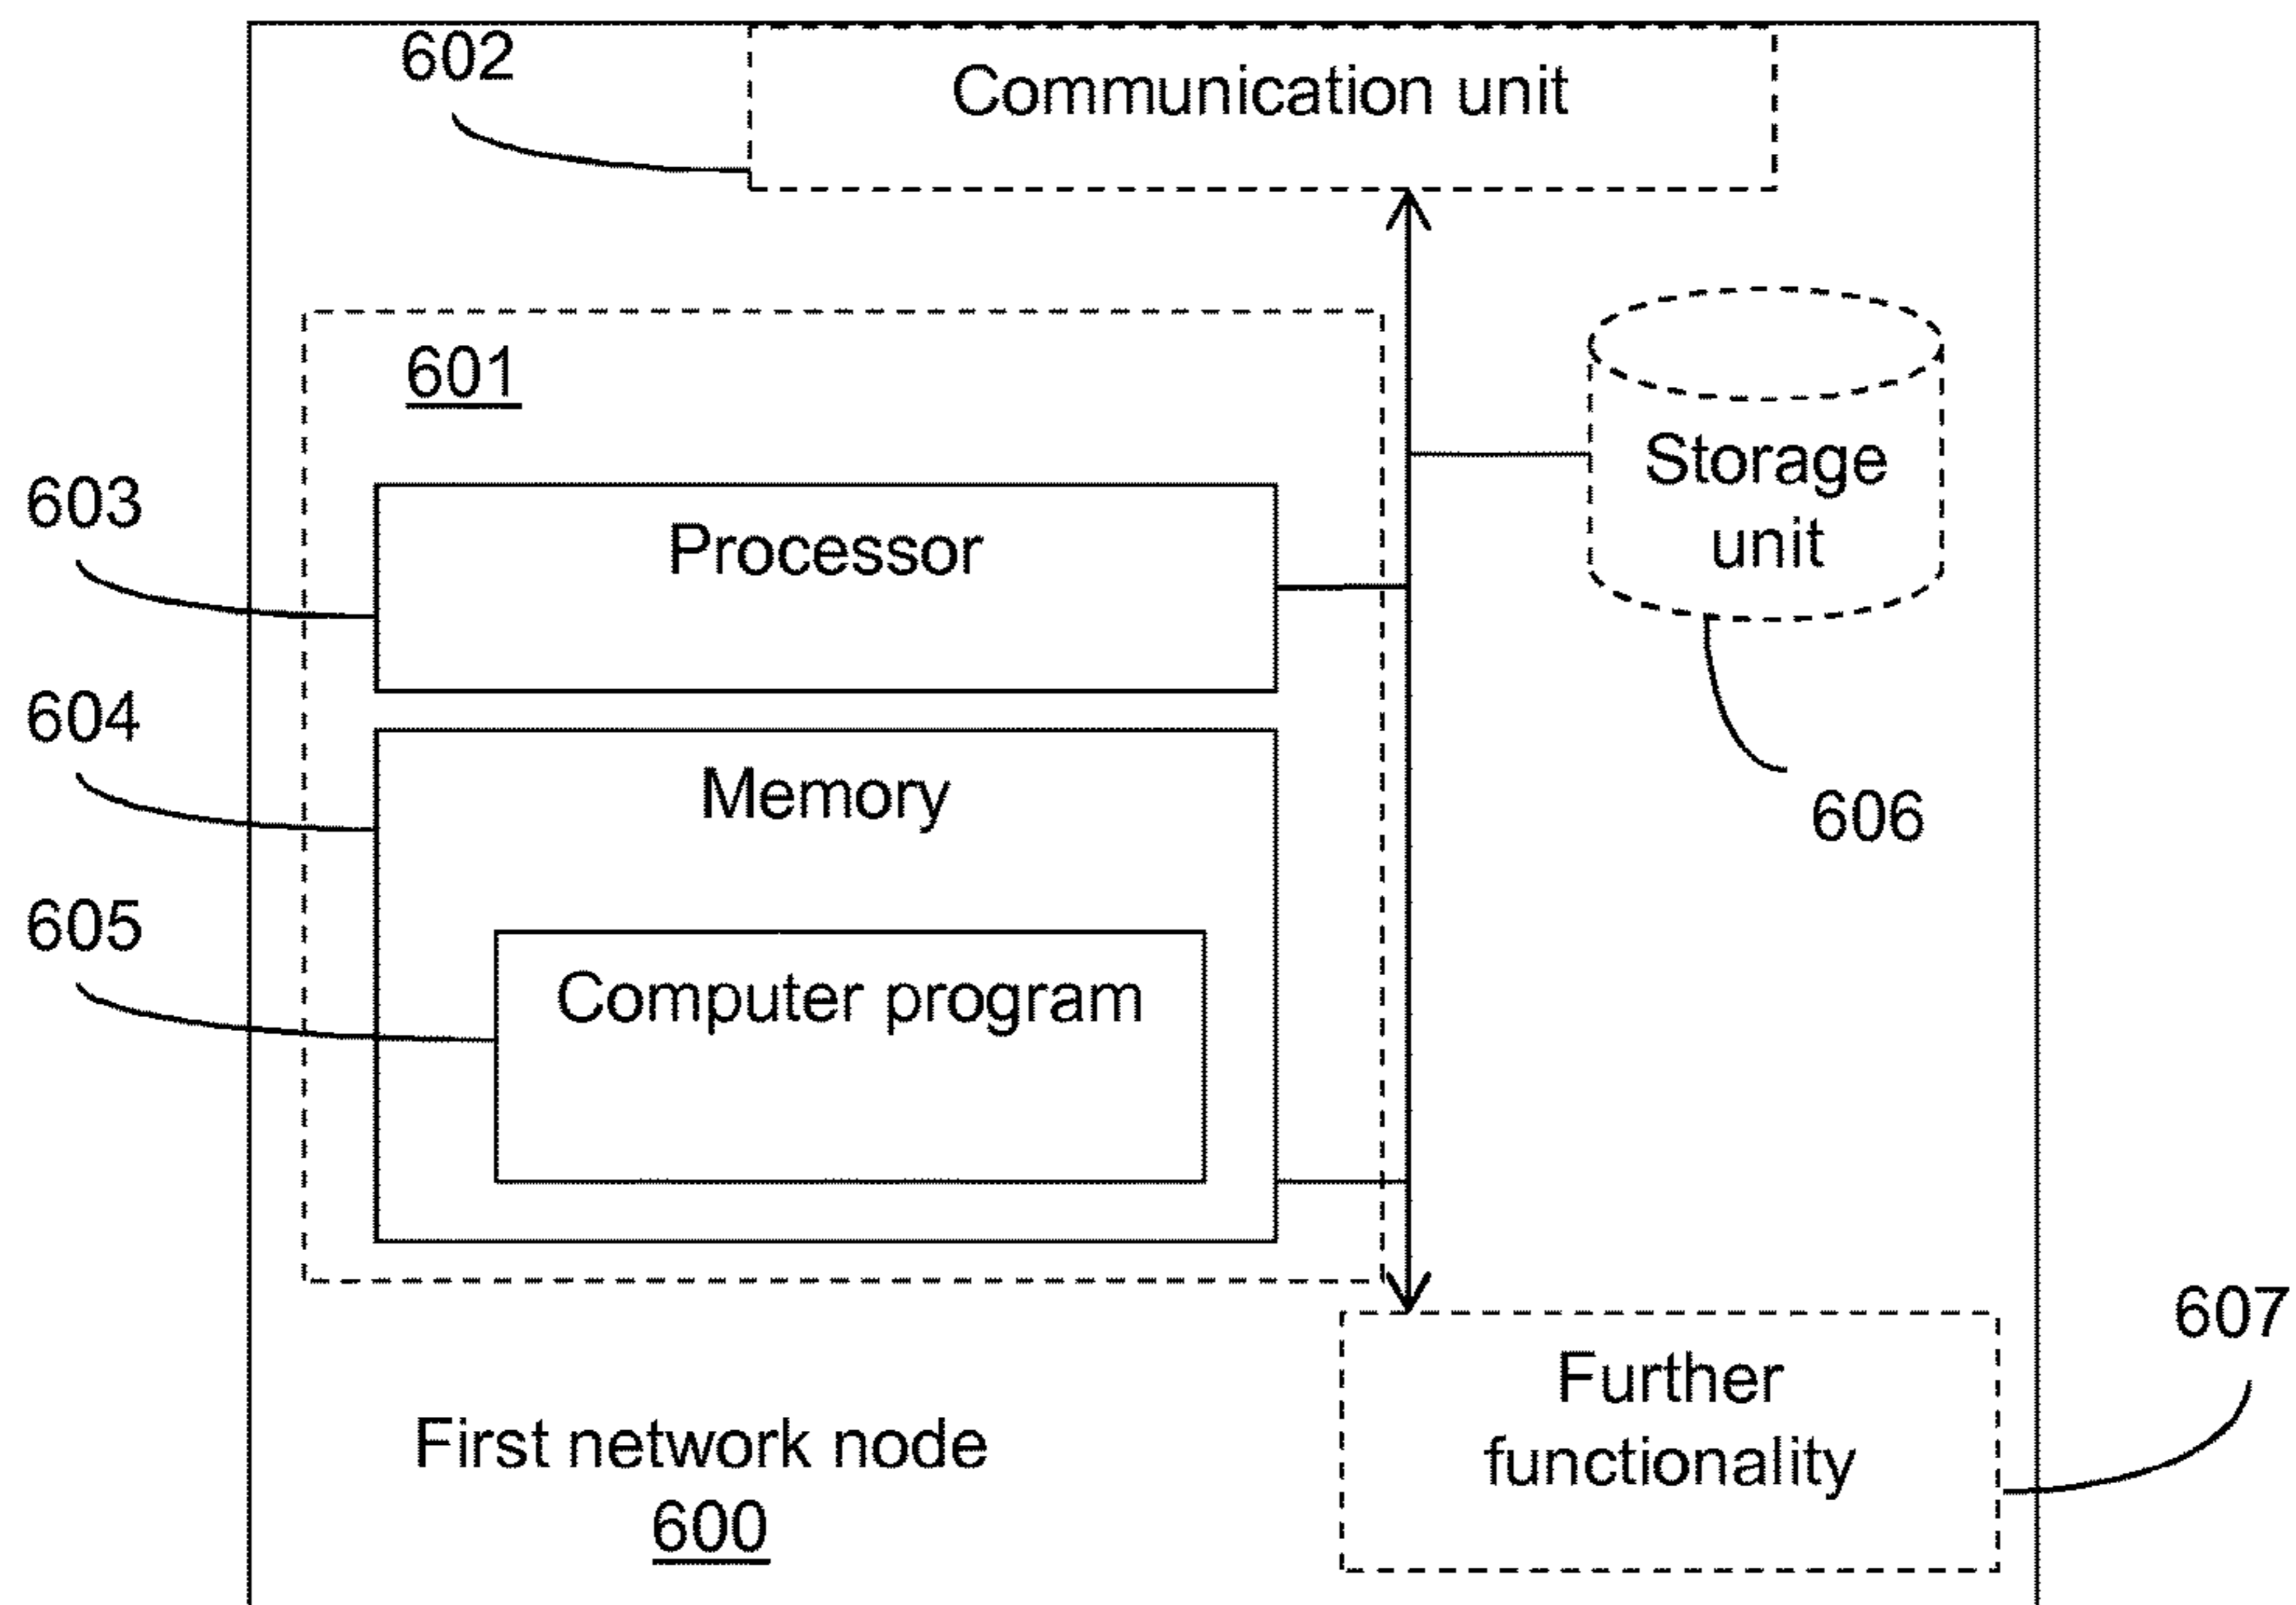 602
Communication unit
601
603
Processor
Storage
unit
604
Memory
606
605
Computer program
607
Further
functionality
First network node
600